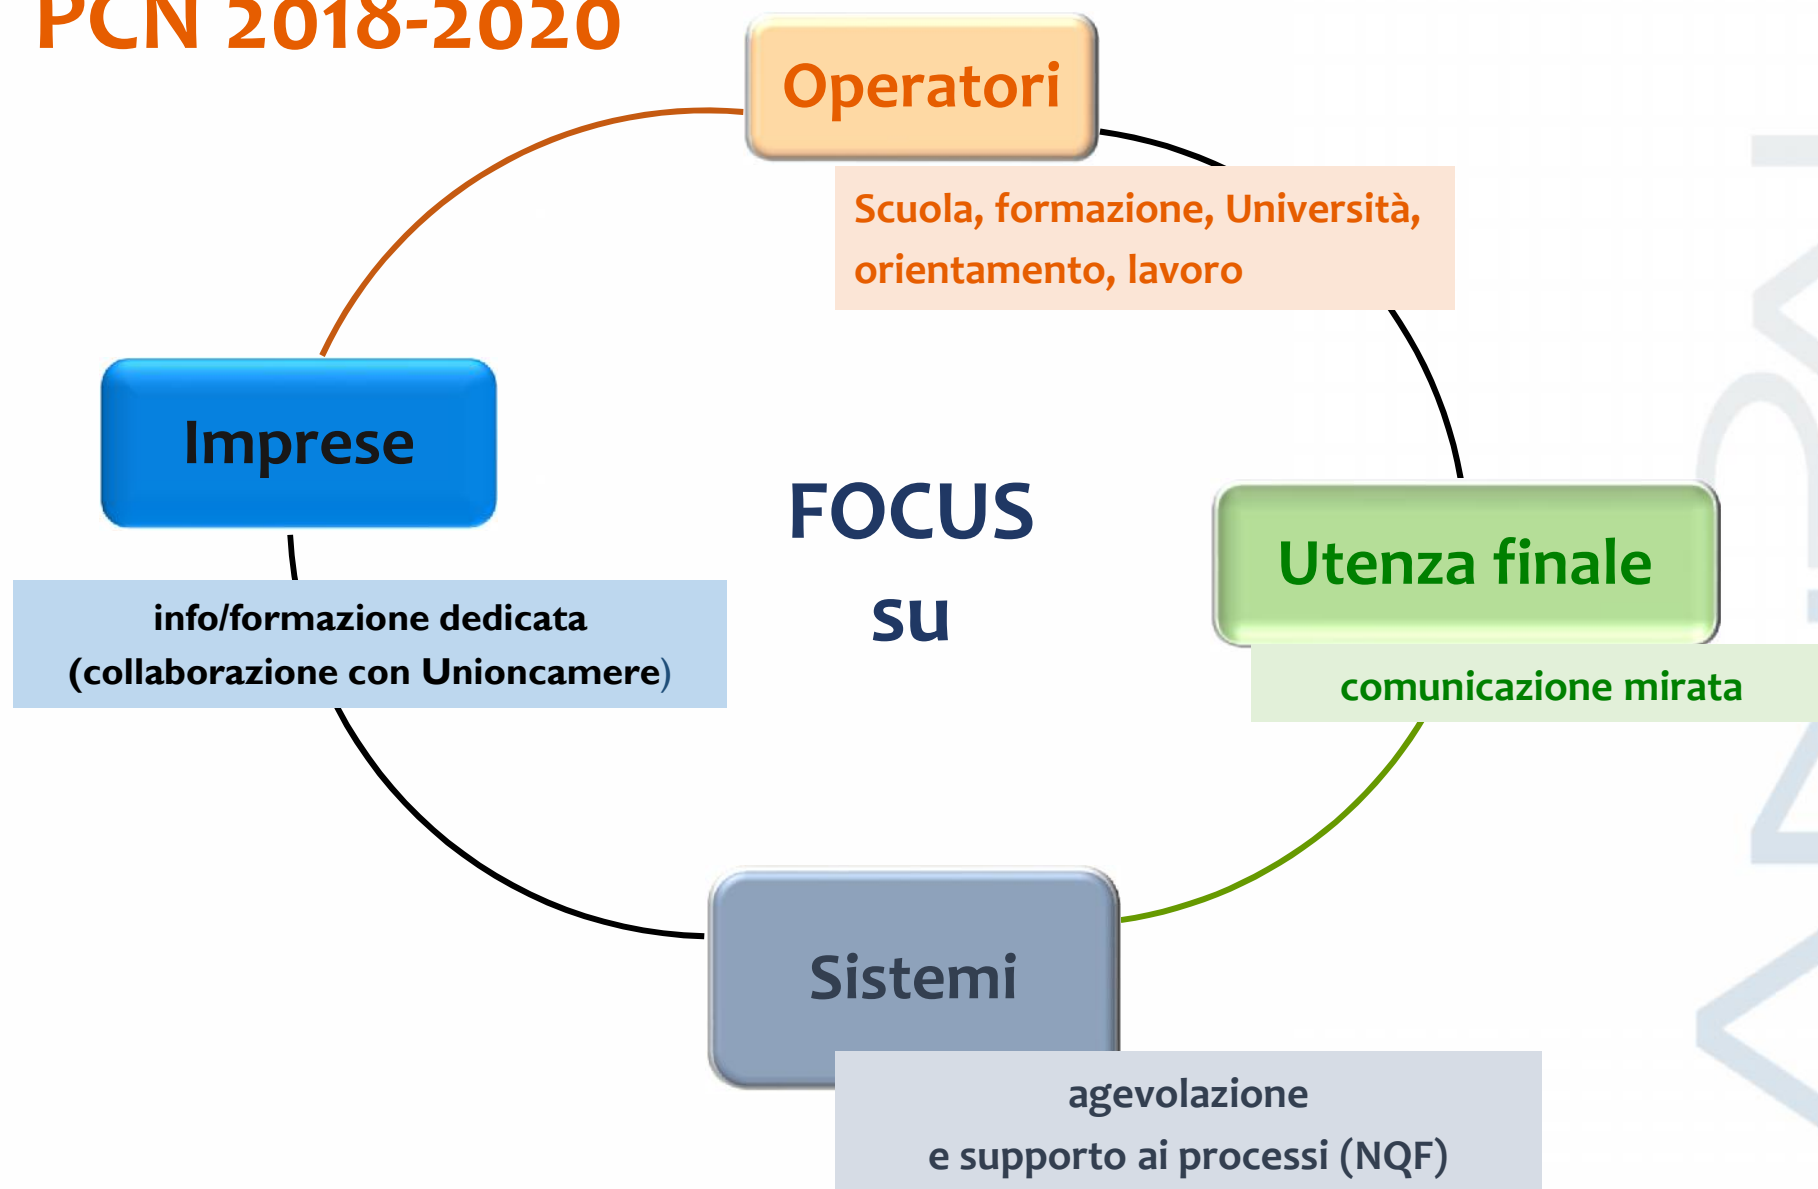 PCN 2018-2020
Operatori
Scuola, formazione, Università,
orientamento, lavoro
Imprese
info/formazione dedicata
(collaborazione con Unioncamere)
FOCUS
su
Utenza finale
comunicazione mirata
Sistemi
agevolazione
e supporto ai processi (NQF)